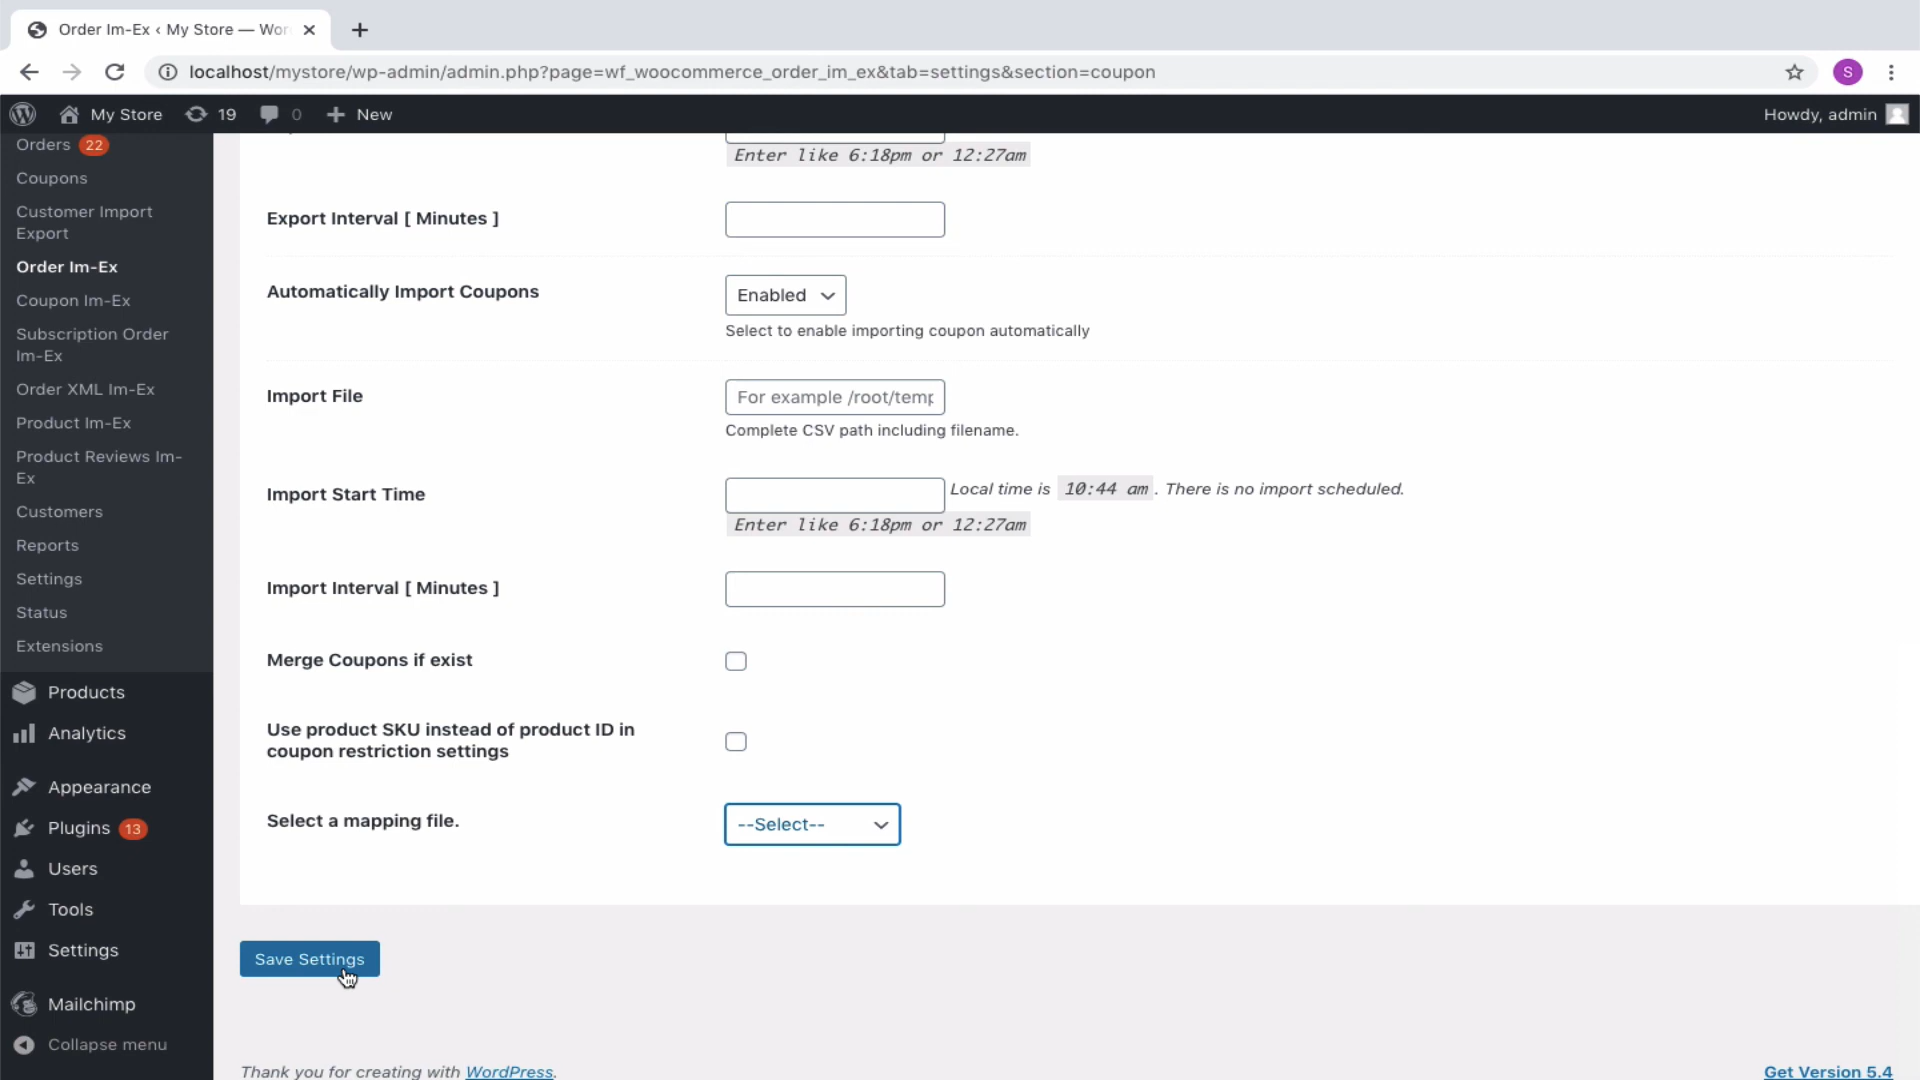 Order Im-Ex ‹ My Store — Wor
localhost/mystore/wp-admin/admin.php?page=wf_woocommerce_order_im_ex&tab=settings&section=coupon
S
My Store 19 0 New
Howdy, admin
Orders 22
Coupons
Customer Import
Export
Order Im-Ex
Coupon Im-Ex
Subscription Order
Im-Ex
Order XML Im-Ex
Product Im-Ex
Product Reviews Im-
Ex
Customers
Reports
Settings
Status
Extensions
Products
Analytics
Appearance
Plugins 13
Users
Tools
Settings
Mailchimp
Collapse menu
Enter like 6:18pm or 12:27am
Export Interval [ Minutes ]
Automatically Import Coupons
Enabled
Select to enable importing coupon automatically
Import File
For example /root/temp
Complete CSV path including filename.
Import Start Time
Local time is 10:44 am . There is no import scheduled.
Enter like 6:18pm or 12:27am
Import Interval [ Minutes ]
Merge Coupons if exist
Use product SKU instead of product ID in
coupon restriction settings
Select a mapping file.
--Select--
Save Settings
Thank you for creating with WordPress.
Get Version 5.4